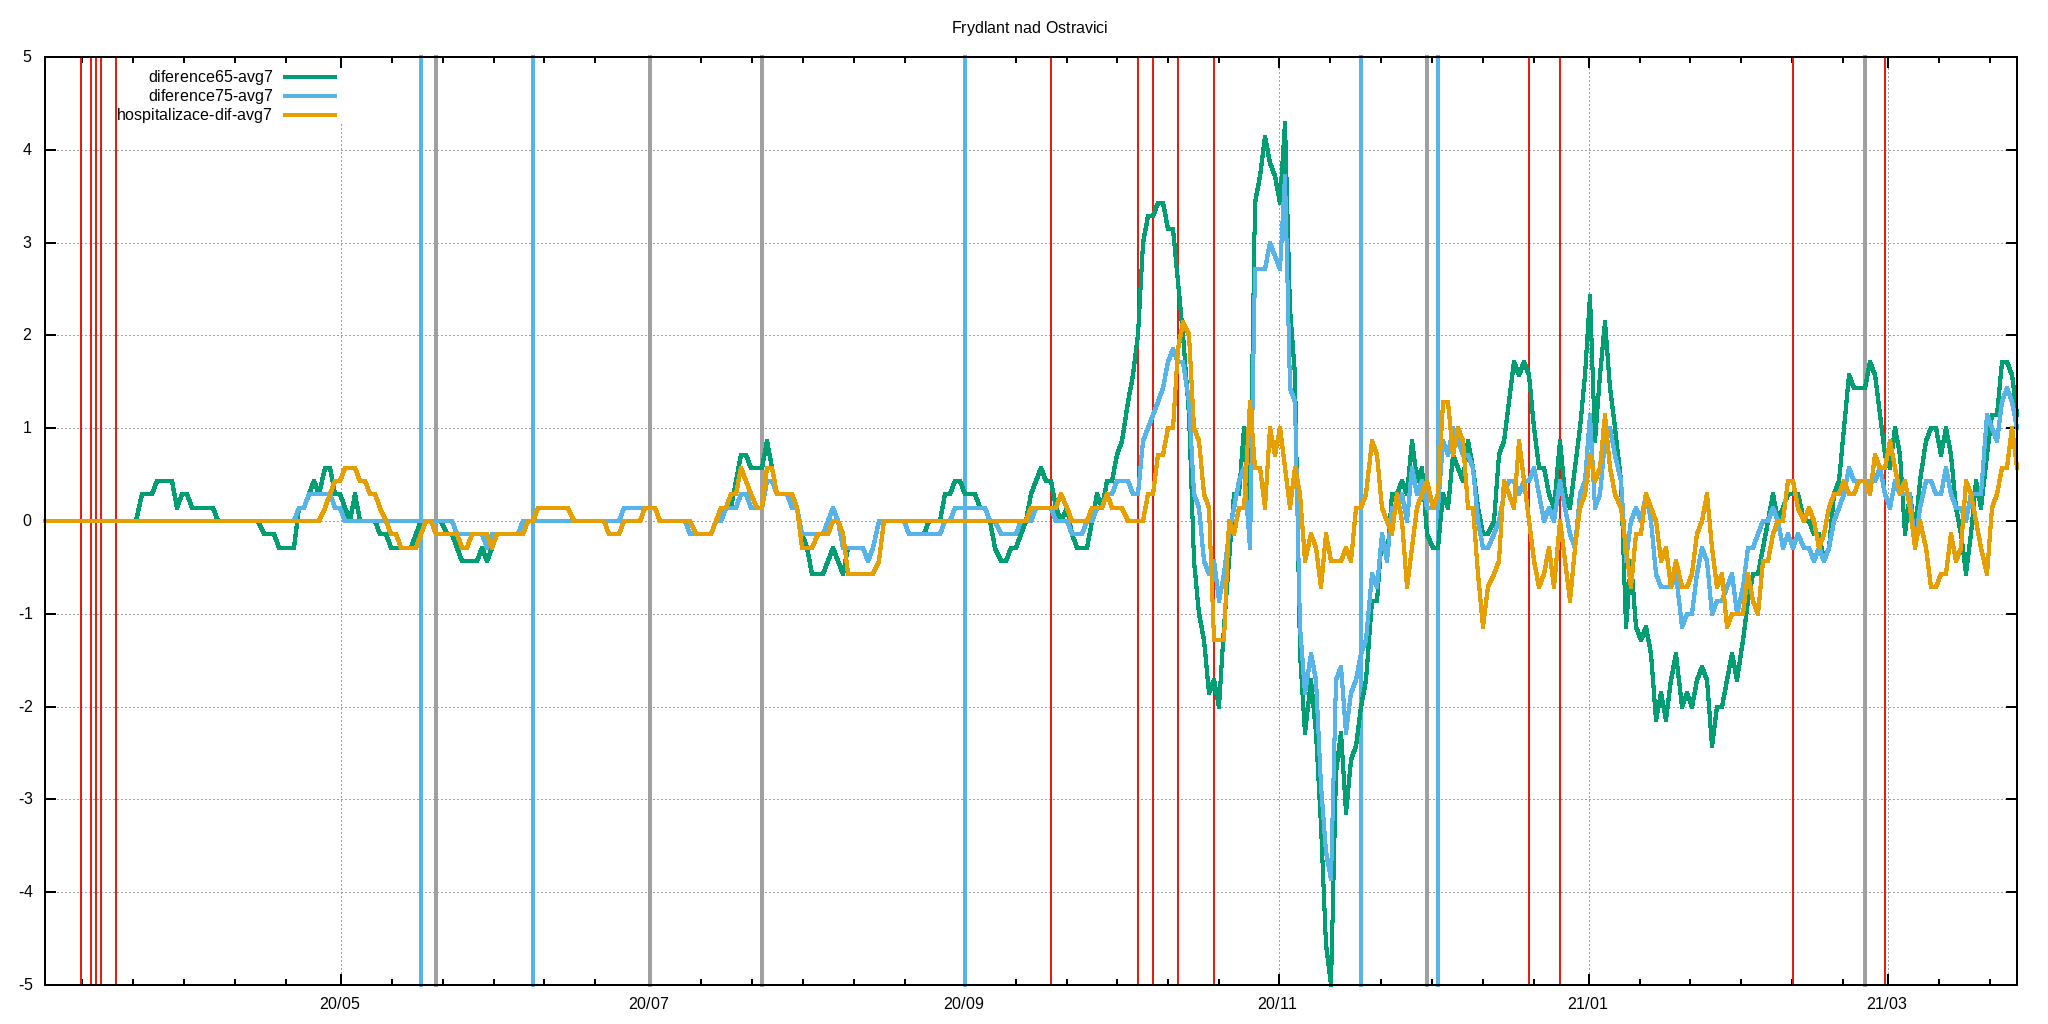 Frydlant nad Ostravici
diference65-avg7
diference75-avg7
hospitalizace-dif-avg7
5
4
3
2
1
0
-1
-2
-3
-4
-5
20/05 20/07 20/09 20/11 21/01 21/03